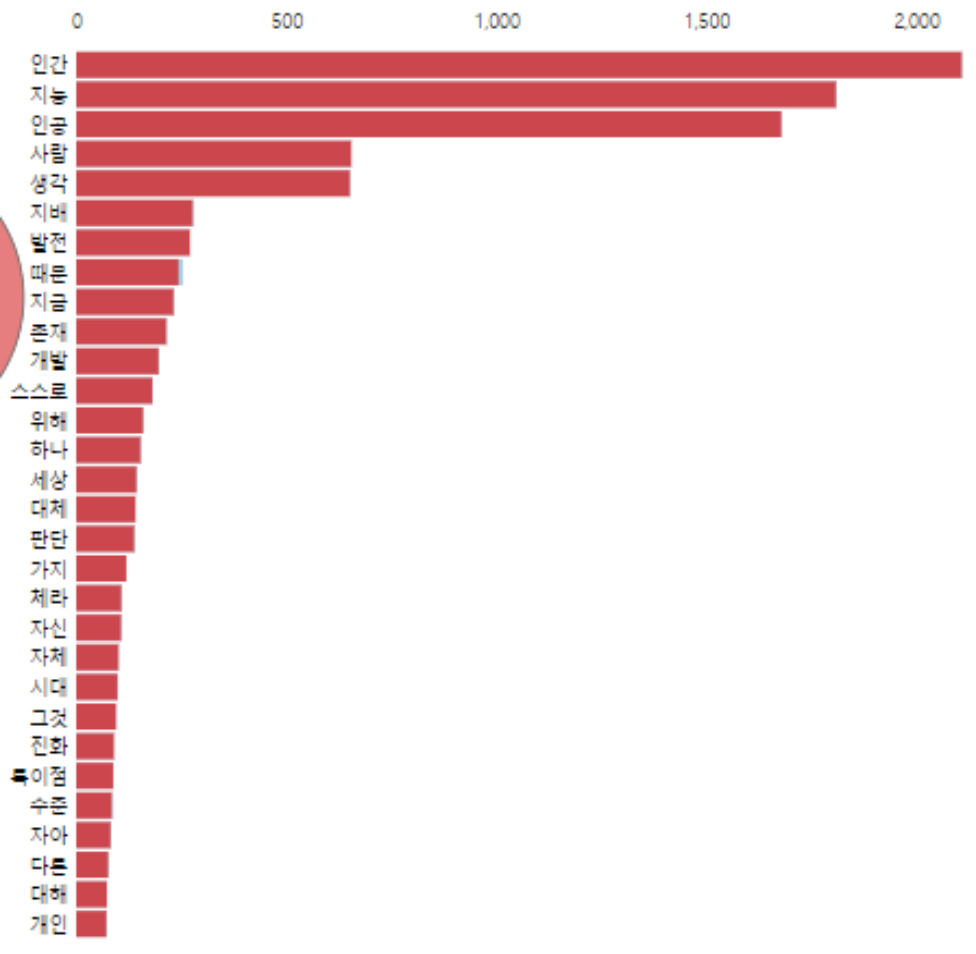 0 500 1,000 1,500 2,000
인간
지능
인공
사람
생각
지배
발전
때문
지금
존재
개발
스스로
위해
하나
세상
대체
판단
가지
체라
자신
자체
시대
그것
진화
특이점
수준
자아
다른
대해
개인